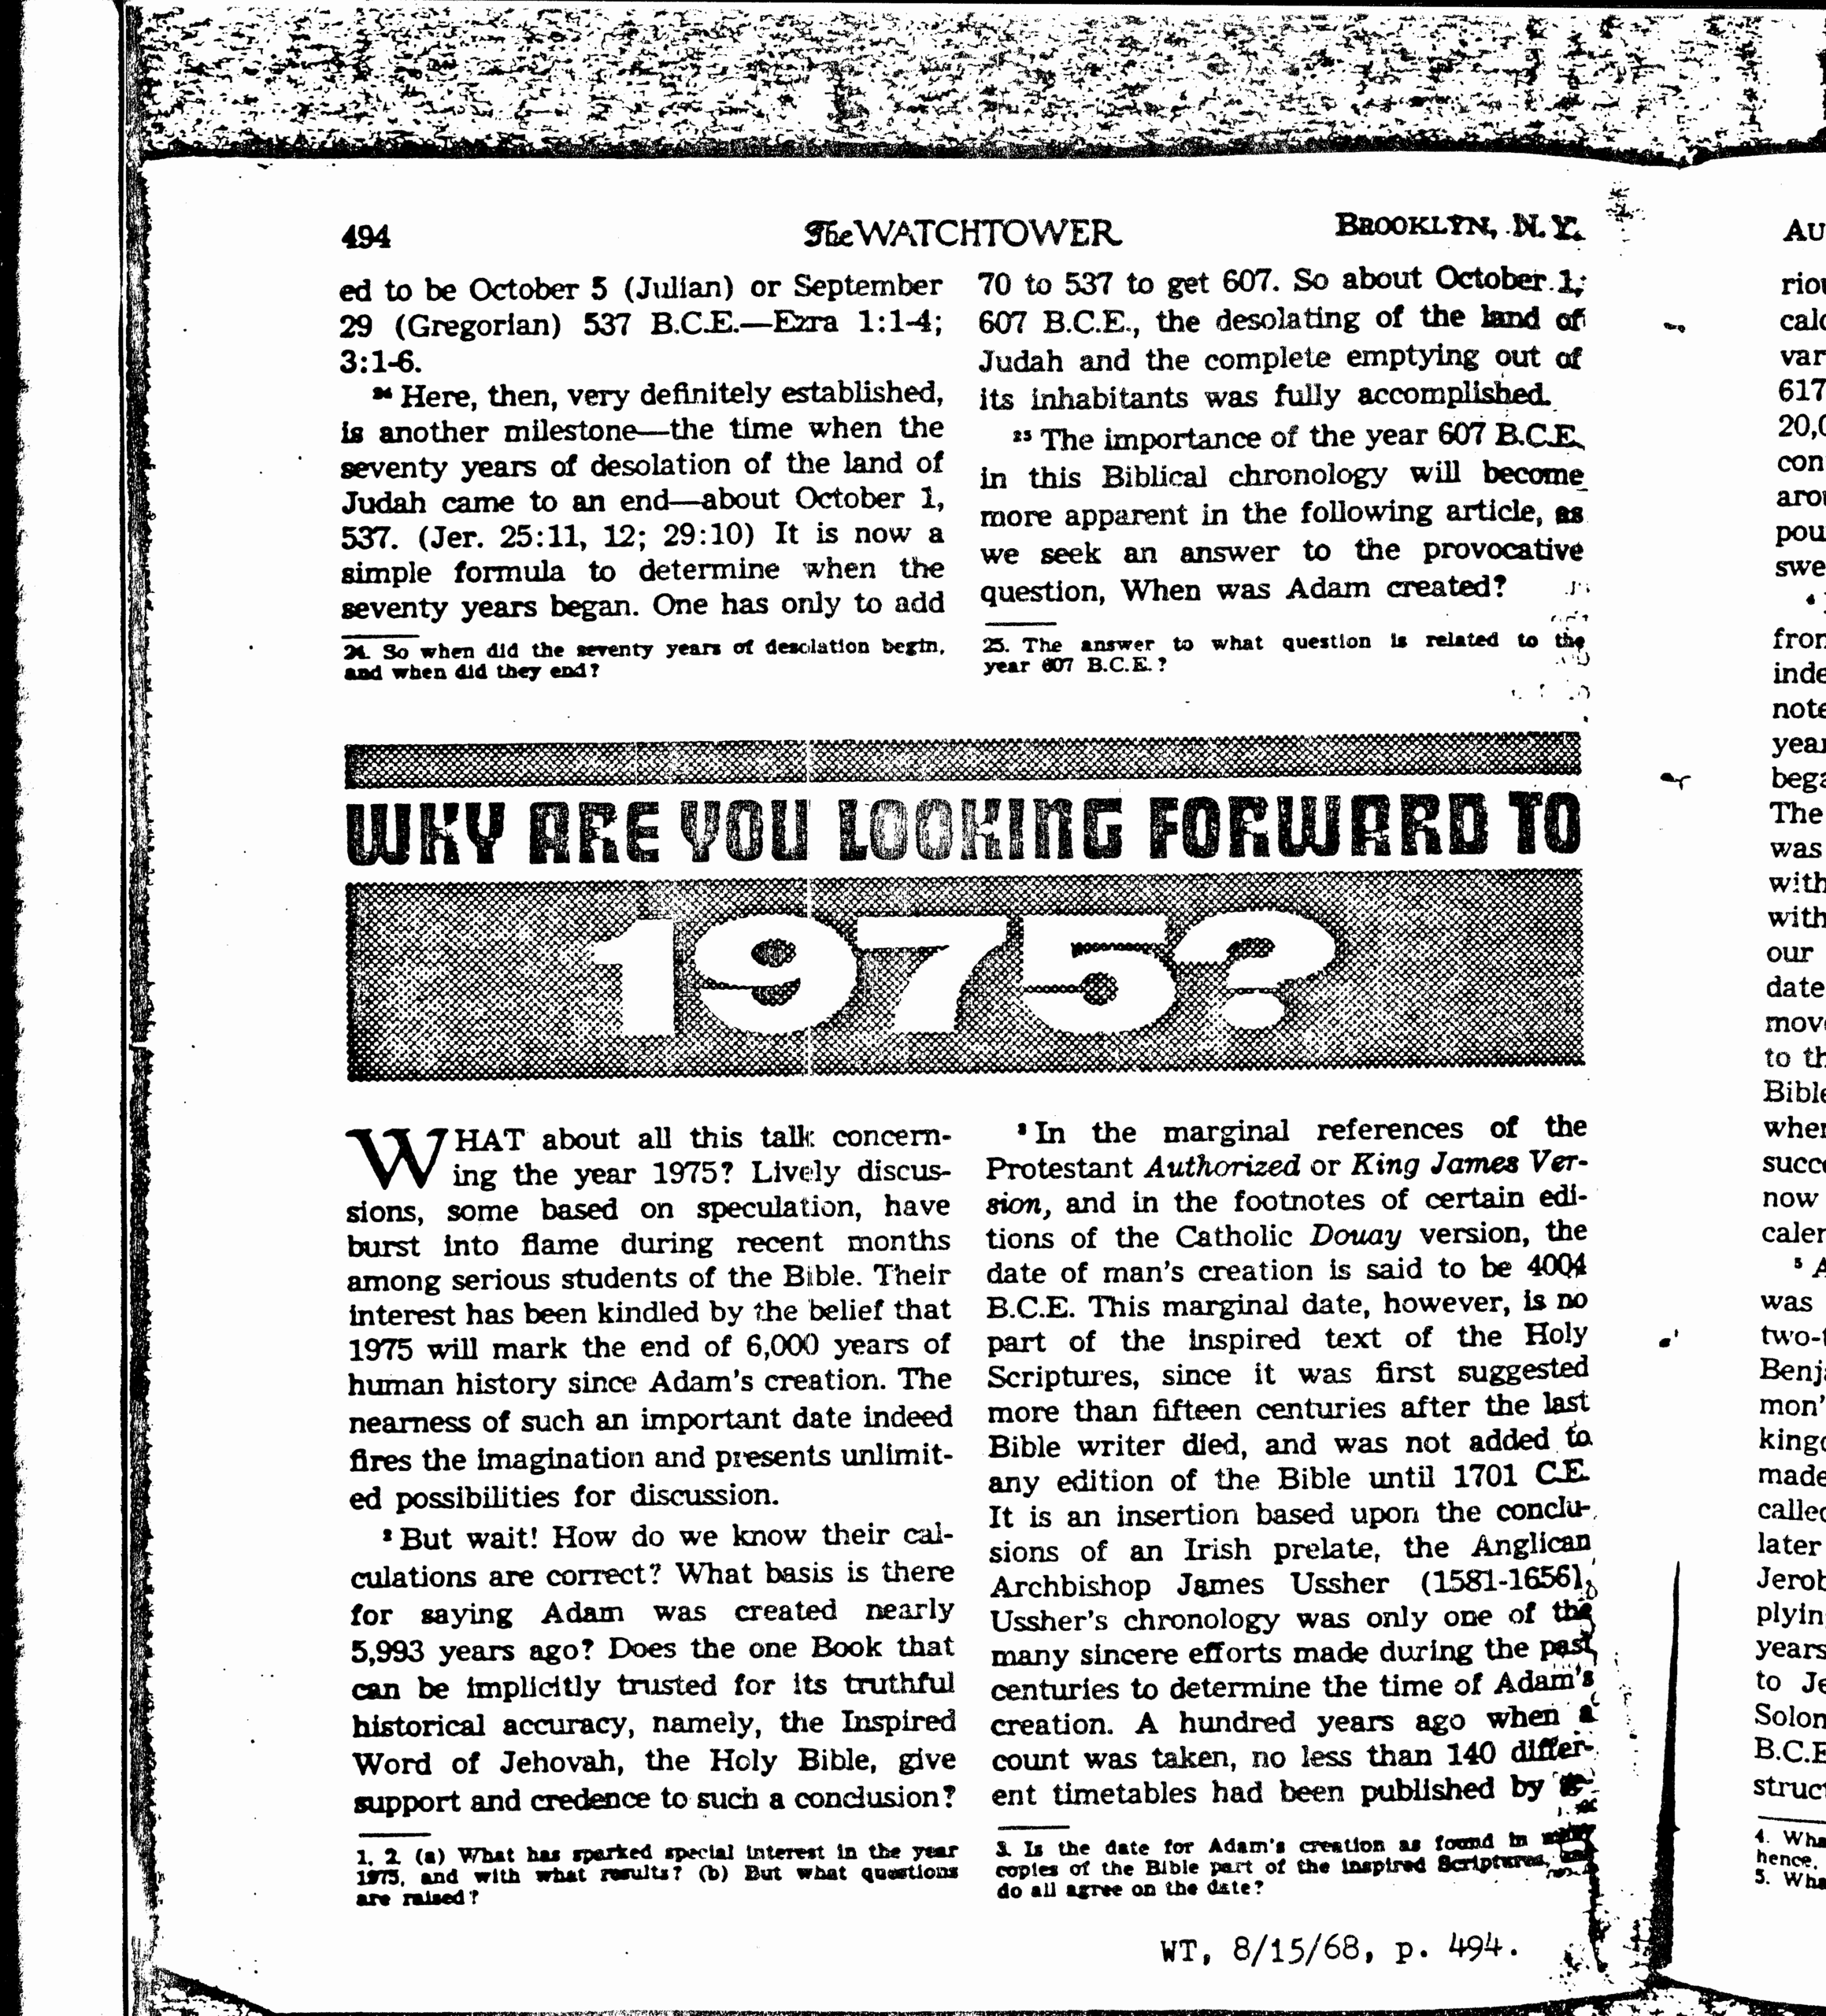 494
The WATCHTOWER
BROOKLYN, N. Y.
ed to be October 5 (Julian) or September
29 (Gregorian) 537 B.C.E.—Ezra 1:1-4;
3:1-6.
24 Here, then, very definitely established,
is another milestone—the time when the
seventy years of desolation of the land of
Judah came to an end—about October 1,
537. (Jer. 25:11, 12; 29:10) It is now a
simple formula to determine when the
seventy years began. One has only to add
24. So when did the seventy years of desolation begin,
and when did they end?
70 to 537 to get 607. So about October 1,
607 B.C.E., the desolating of the land of
Judah and the complete emptying out of
its inhabitants was fully accomplished.
25 The importance of the year 607 B.C.E.
in this Biblical chronology will become
more apparent in the following article, as
we seek an answer to the provocative
question, When was Adam created?
25. The answer to what question is related to the
year 607 B.C.E.?
WHY ARE YOU LOOKING FORWARD TO
1975?
WHAT about all this talk concern-
ing the year 1975? Lively discus-
sions, some based on speculation, have
burst into flame during recent months
among serious students of the Bible. Their
interest has been kindled by the belief that
1975 will mark the end of 6,000 years of
human history since Adam's creation. The
nearness of such an important date indeed
fires the imagination and presents unlimit-
ed possibilities for discussion.
2 But wait! How do we know their cal-
culations are correct? What basis is there
for saying Adam was created nearly
5,993 years ago? Does the one Book that
can be implicitly trusted for its truthful
historical accuracy, namely, the Inspired
Word of Jehovah, the Holy Bible, give
support and credence to such a conclusion?
1, 2. (a) What has sparked special interest in the year
1975, and with what results? (b) But what questions
are raised?
3 In the marginal references of the
Protestant Authorized or King James Ver-
sion, and in the footnotes of certain edi-
tions of the Catholic Douay version, the
date of man's creation is said to be 4004
B.C.E. This marginal date, however, is no
part of the inspired text of the Holy
Scriptures, since it was first suggested
more than fifteen centuries after the last
Bible writer died, and was not added to
any edition of the Bible until 1701 C.E.
It is an insertion based upon the conclu-
sions of an Irish prelate, the Anglican
Archbishop James Ussher (1581-1656).
Ussher's chronology was only one of the
many sincere efforts made during the past
centuries to determine the time of Adam's
creation. A hundred years ago when a
count was taken, no less than 140 differ-
ent timetables had been published by
3. Is the date for Adam's creation as found in many
copies of the Bible part of the inspired Scriptures, and
do all agree on the date?
WT, 8/15/68, p. 494.
AU
riou
calc
var
617
20,0
con
arou
pou
swe
4
fron
inde
note
year
bega
The
was
with
with
our
date
move
to th
Bible
when
succe
now
calen
5 A
was
two-t
Benja
mon'
kingd
made
called
later
Jerob
plying
years
to Je
Solom
B.C.E
struct
4. Wha
hence,
5. Wha